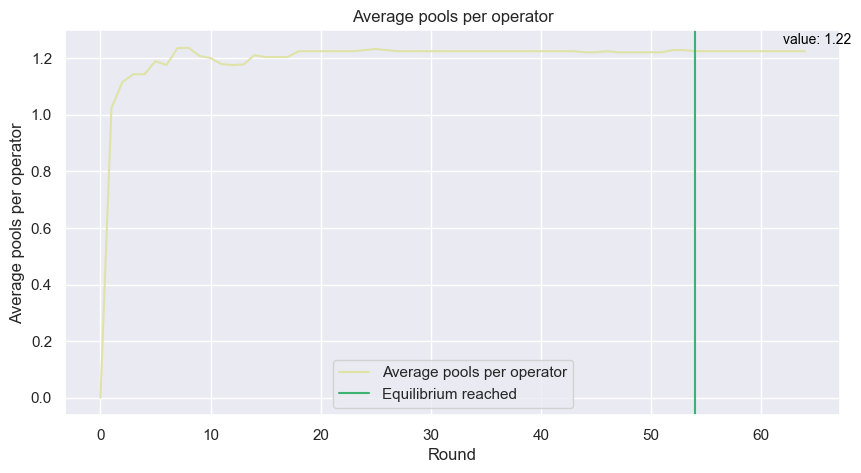 Average pools per operator
value: 1.22
Average pools per operator
1.2
1.0
0.8
0.6
0.4
0.2
0.0
Average pools per operator
Equilibrium reached
0 10 20 30 40 50 60
Round